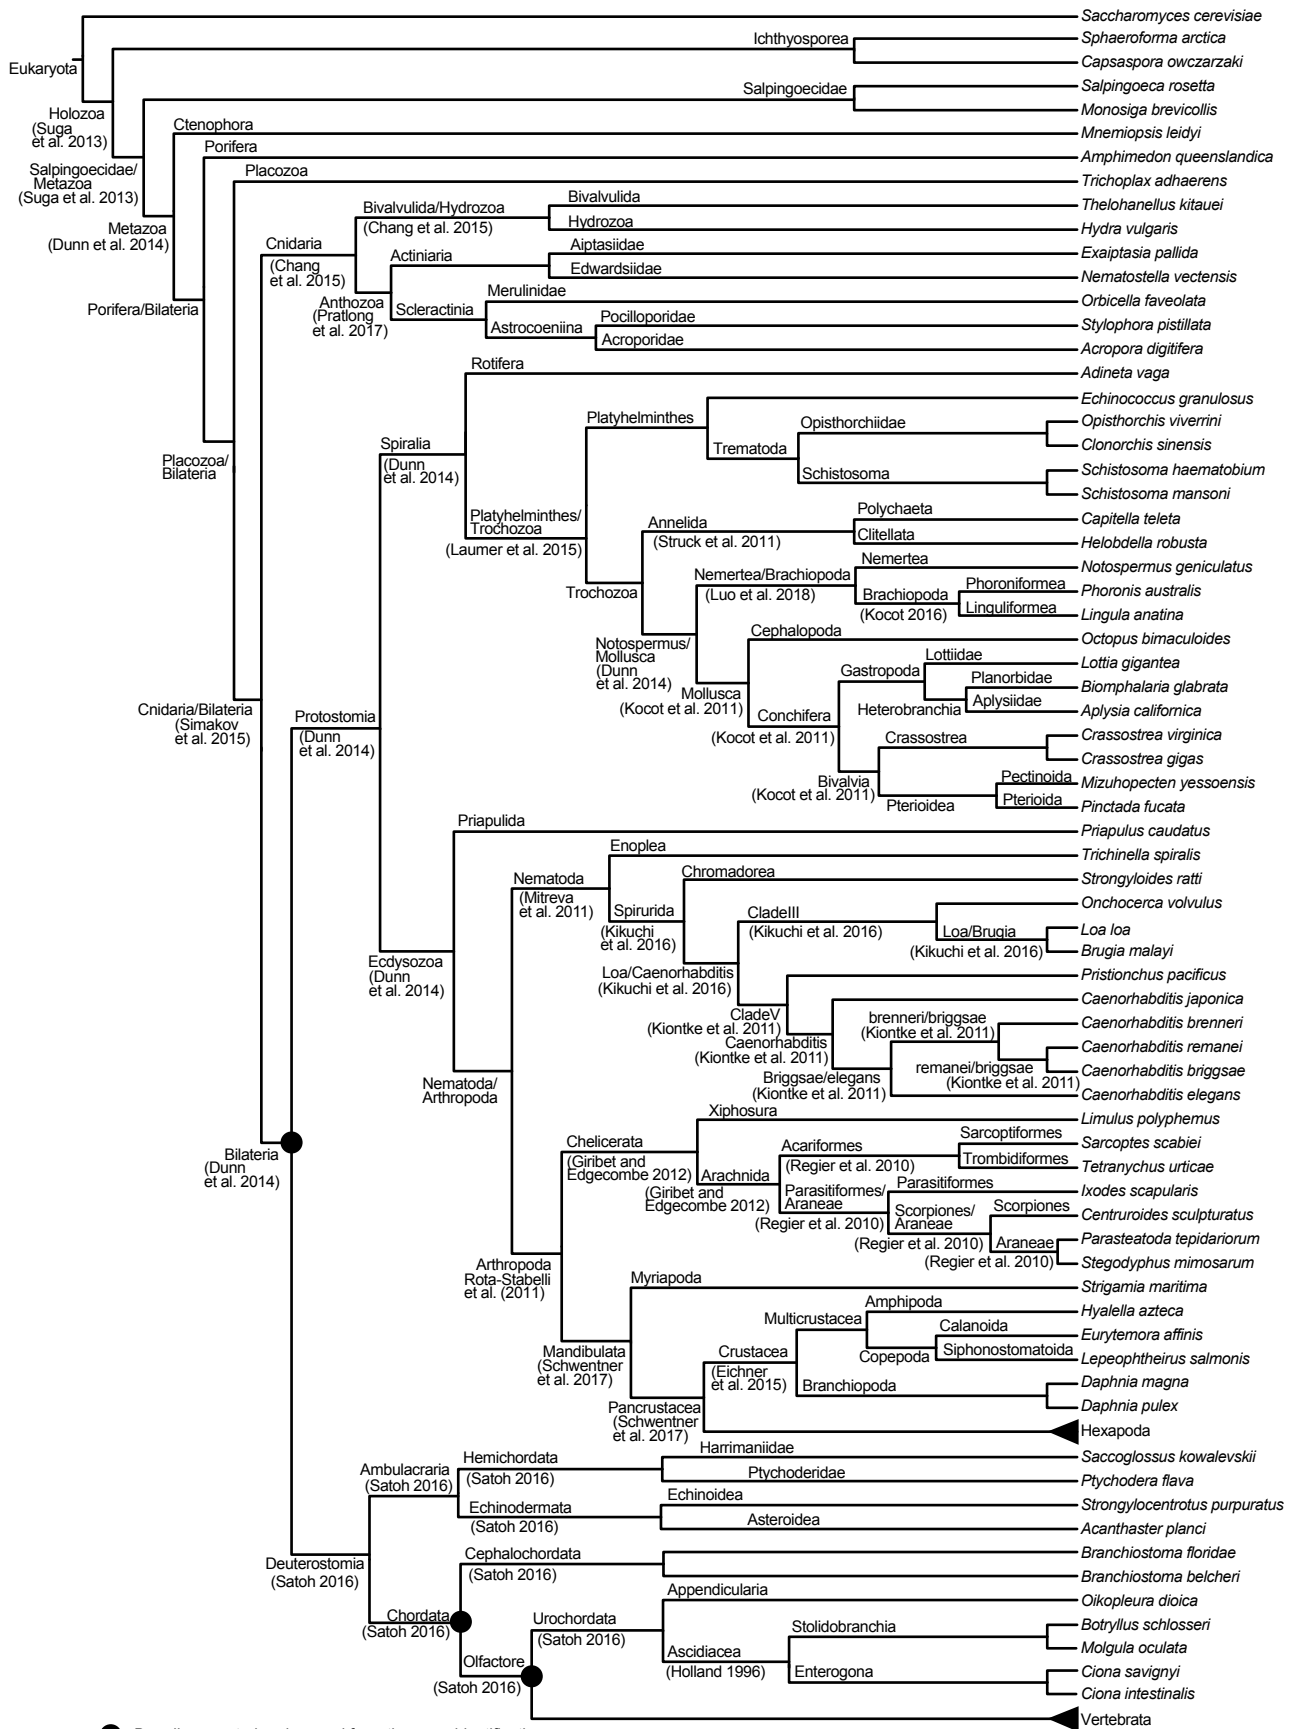 Saccharomyces cerevisiae
Ichthyosporea
Sphaeroforma arctica
Eukaryota
Capsaspora owczarzaki
Salpingoecidae
Salpingoeca rosetta
Holozoa
(Suga
et al. 2013)
Monosiga brevicollis
Ctenophora
Mnemiopsis leidyi
Porifera
Amphimedon queenslandica
Salpingoecidae/
Metazoa
(Suga et al. 2013)
Placozoa
Trichoplax adhaerens
Bivalvulida/Hydrozoa
(Chang et al. 2015)
Bivalvulida
Thelohanellus kitauei
Hydrozoa
Hydra vulgaris
Metazoa
(Dunn et al. 2014)
Cnidaria
(Chang
et al. 2015)
Actiniaria
Aiptasiidae
Exaiptasia pallida
Edwardsiidae
Nematostella vectensis
Porifera/Bilateria
Anthozoa
(Pratlong
et al. 2017)
Scleractinia
Merulinidae
Orbicella faveolata
Astrocoeniina
Pocilloporidae
Stylophora pistillata
Acroporidae
Acropora digitifera
Rotifera
Adineta vaga
Platyhelminthes
Echinococcus granulosus
Opisthorchiidae
Opisthorchis viverrini
Spiralia
(Dunn
et al. 2014)
Trematoda
Clonorchis sinensis
Placozoa/
Bilateria
Schistosoma
Schistosoma haematobium
Schistosoma mansoni
Platyhelminthes/
Trochozoa
(Laumer et al. 2015)
Annelida
(Struck et al. 2011)
Polychaeta
Capitella teleta
Clitellata
Helobdella robusta
Trochozoa
Nemertea/Brachiopoda
(Luo et al. 2018)
Nemertea
Notospermus geniculatus
Brachiopoda
(Kocot 2016)
Phoroniformea
Phoronis australis
Linguliformea
Lingula anatina
Notospermus/
Mollusca
(Dunn
et al. 2014)
Cephalopoda
Octopus bimaculoides
Mollusca
(Kocot et al. 2011)
Gastropoda
Lottiidae
Lottia gigantea
Planorbidae
Biomphalaria glabrata
Heterobranchia
Aplysiidae
Aplysia californica
Cnidaria/Bilateria
(Simakov
et al. 2015)
Protostomia
(Dunn
et al. 2014)
Conchifera
(Kocot et al. 2011)
Crassostrea
Crassostrea virginica
Crassostrea gigas
Bivalvia
(Kocot et al. 2011)
Pectinoida
Mizuhopecten yessoensis
Pterioidea
Pterioida
Pinctada fucata
Priapulida
Priapulus caudatus
Enoplea
Trichinella spiralis
Nematoda
(Mitreva
et al. 2011)
Chromadorea
Strongyloides ratti
Spirurida
(Kikuchi
et al. 2016)
CladeIII
(Kikuchi et al. 2016)
Onchocerca volvulus
Loa/Brugia
(Kikuchi et al. 2016)
Loa loa
Brugia malayi
Ecdysozoa
(Dunn
et al. 2014)
Loa/Caenorhabditis
(Kikuchi et al. 2016)
Pristionchus pacificus
CladeV
(Kiontke et al. 2011)
Caenorhabditis japonica
Caenorhabditis
(Kiontke et al. 2011)
brenneri/briggsae
(Kiontke et al. 2011)
Caenorhabditis brenneri
Caenorhabditis remanei
remanei/briggsae
(Kiontke et al. 2011)
Caenorhabditis briggsae
Nematoda/
Arthropoda
Briggsae/elegans
(Kiontke et al. 2011)
Caenorhabditis elegans
Xiphosura
Limulus polyphemus
Bilateria
(Dunn
et al. 2014)
Chelicerata
(Giribet and
Edgecombe 2012)
Acariformes
(Regier et al. 2010)
Sarcoptiformes
Sarcoptes scabiei
Trombidiformes
Tetranychus urticae
Arachnida
(Giribet and
Edgecombe 2012)
Parasitiformes/
Araneae
(Regier et al. 2010)
Parasitiformes
Ixodes scapularis
Scorpiones/
Araneae
(Regier et al. 2010)
Scorpiones
Centruroides sculpturatus
Araneae
(Regier et al. 2010)
Parasteatoda tepidariorum
Stegodyphus mimosarum
Arthropoda
Rota-Stabelli
et al. (2011)
Myriapoda
Strigamia maritima
Multicrustacea
Amphipoda
Hyalella azteca
Calanoida
Eurytemora affinis
Mandibulata
(Schwentner
et al. 2017)
Crustacea
(Eichner
et al. 2015)
Copepoda
Siphonostomatoida
Lepeophtheirus salmonis
Branchiopoda
Daphnia magna
Daphnia pulex
Pancrustacea
(Schwentner
et al. 2017)
Hexapoda
Ambulacraria
(Satoh 2016)
Hemichordata
(Satoh 2016)
Harrimaniidae
Saccoglossus kowalevskii
Ptychoderidae
Ptychodera flava
Echinodermata
(Satoh 2016)
Echinoidea
Strongylocentrotus purpuratus
Asteroidea
Acanthaster planci
Deuterostomia
(Satoh 2016)
Cephalochordata
(Satoh 2016)
Branchiostoma floridae
Branchiostoma belcheri
Chordata
(Satoh 2016)
Appendicularia
Oikopleura dioica
Urochordata
(Satoh 2016)
Stolidobranchia
Botryllus schlosseri
Molgula oculata
Olfactore
(Satoh 2016)
Ascidiacea
(Holland 1996)
Enterogona
Ciona savignyi
Ciona intestinalis
Vertebrata